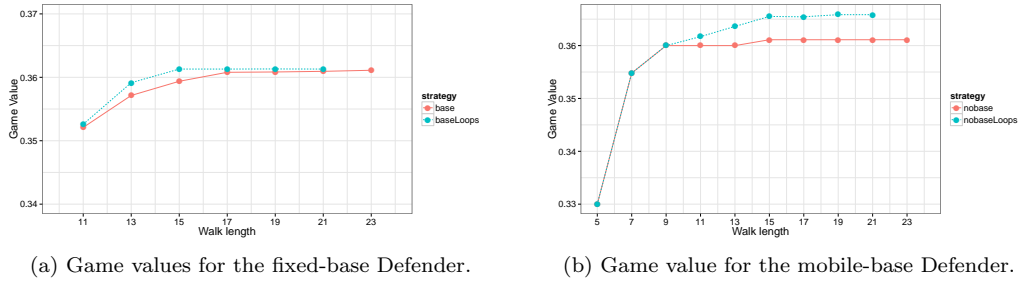 0.37
0.36
0.35
0.34
Game Value
11 13 15 17 19 21 23
Walk length
strategy
base
baseLoops
(a) Game values for the fixed-base Defender.
0.36
0.35
0.34
0.33
Game Value
5 7 9 11 13 15 17 19 21 23
Walk length
strategy
nobase
nobaseLoops
(b) Game value for the mobile-base Defender.